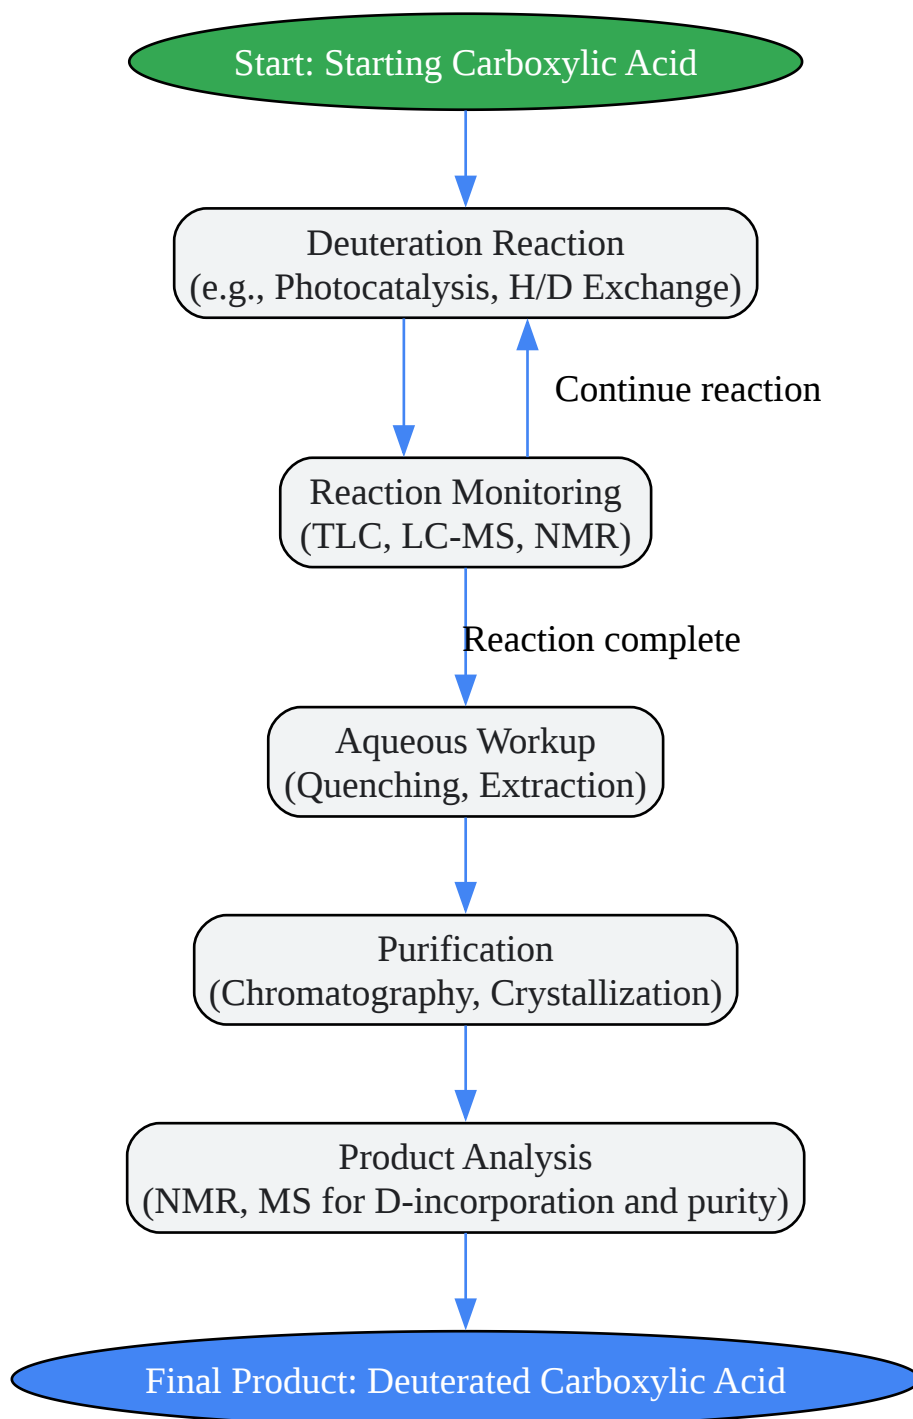 Start: Starting Carboxylic Acid
Deuteration Reaction
(e.g., Photocatalysis, H/D Exchange)
Continue reaction
Reaction Monitoring
(TLC, LC-MS, NMR)
Reaction complete
Aqueous Workup
(Quenching, Extraction)
Purification
(Chromatography, Crystallization)
Product Analysis
(NMR, MS for D-incorporation and purity)
Final Product: Deuterated Carboxylic Acid